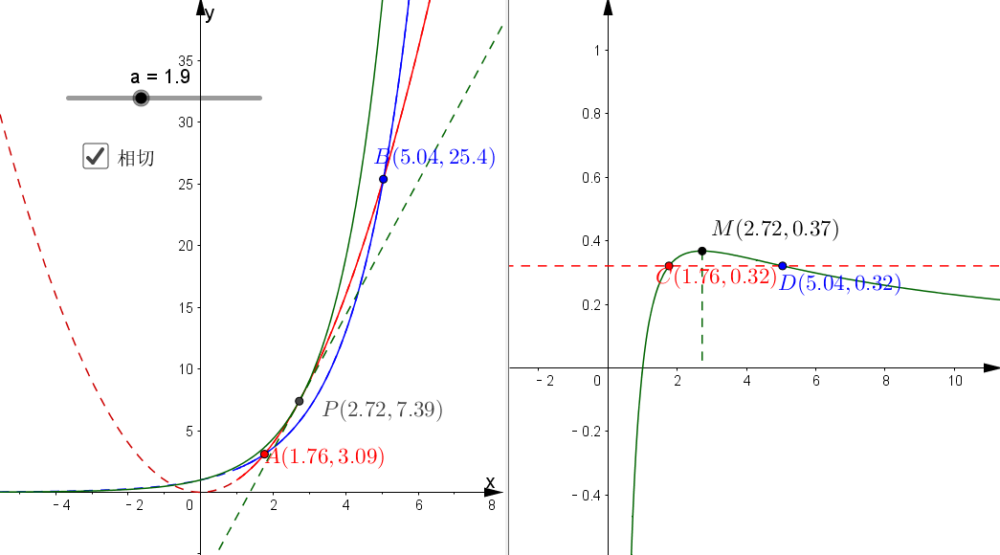 y
35
a = 1.9
30
相切
B(5.04, 25.4)
25
20
15
10
P(2.72, 7.39)
5
A(1.76, 3.09)
x
-4
-2
0
2
4
6
8
1
0.8
0.6
M(2.72, 0.37)
0.4
C(1.76, 0.32)
D(5.04, 0.32)
0.2
-2
0
2
4
6
8
10
-0.2
-0.4